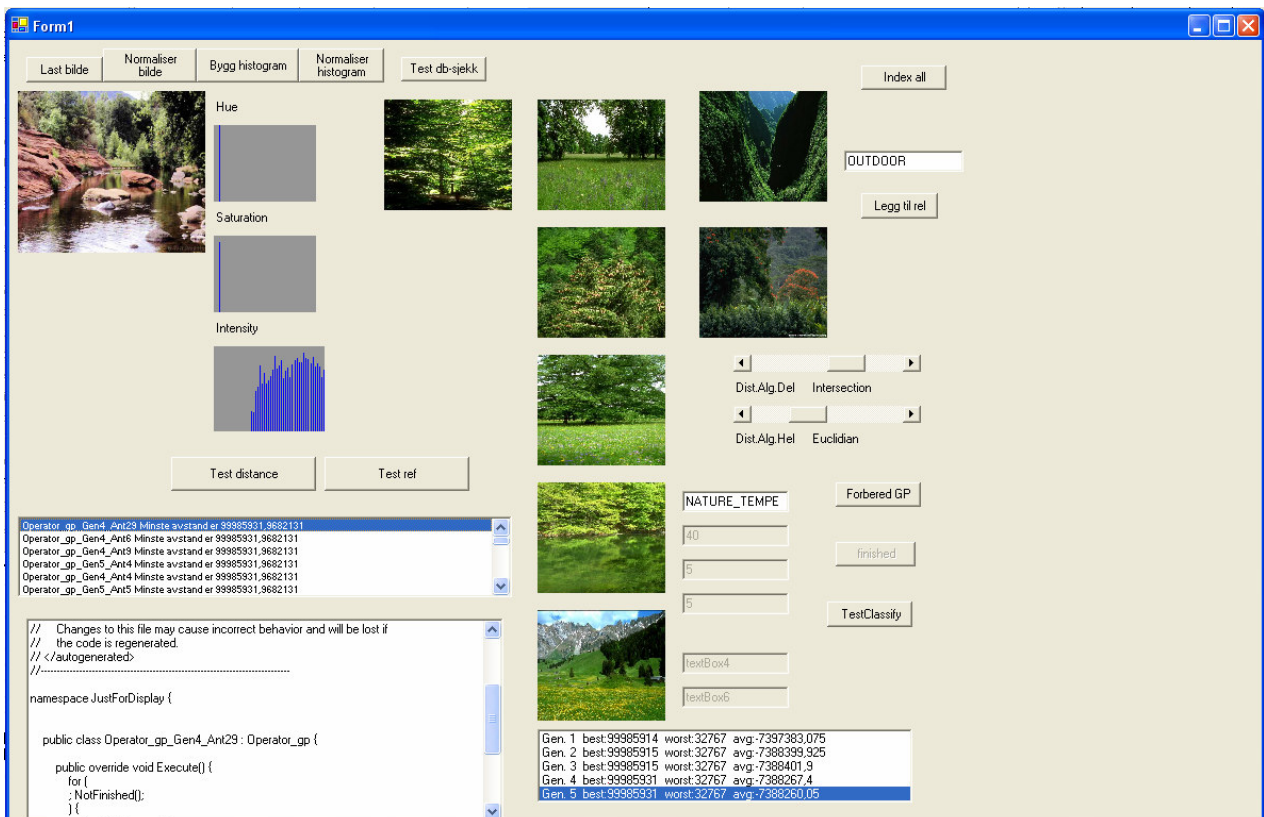 Form1
Last bilde
Normaliser
bilde
Bygg histogram
Normaliser
histogram
Test db-sjekk
Index all
Hue
OUTDOOR
Legg til rel
Saturation
Intensity
Dist.Alg.Del Intersection
Dist.Alg.Hel Euclidian
Test distance
Test ref
NATURE_TEMPE
Forbered GP
40
finished
5
5
TestClassify
textBox4
textBox6
Operator_gp_Gen4_Ant29 Minste avstand er 99985931,9682131
Operator_gp_Gen4_Ant6 Minste avstand er 99985931,9682131
Operator_gp_Gen4_Ant9 Minste avstand er 99985931,9682131
Operator_gp_Gen5_Ant4 Minste avstand er 99985931,9682131
Operator_gp_Gen4_Ant4 Minste avstand er 99985931,9682131
Operator_gp_Gen5_Ant5 Minste avstand er 99985931,9682131
// Changes to this file may cause incorrect behavior and will be lost if
// the code is regenerated.
// </autogenerated>
//------------------------------------------------------------------------------
namespace JustForDisplay {
public class Operator_gp_Gen4_Ant29 : Operator_gp {
public override void Execute() {
for (
; NotFinished();
) {
Gen. 1 best:99985914 worst:32767 avg:-7397383,075
Gen. 2 best:99985915 worst:32767 avg:-7388399,925
Gen. 3 best:99985915 worst:32767 avg:-7388401,9
Gen. 4 best:99985931 worst:32767 avg:-7388267,4
Gen. 5 best:99985931 worst:32767 avg:-7388260,05